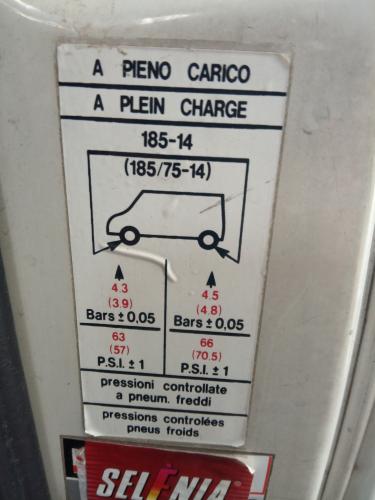 A PIENO CARICO
A PLEIN CHARGE
185-14
(185/75-14)
4.3
(3.9)
Bars ± 0,05
63
(57)
P.S.I. ± 1
4.5
(4.8)
Bars ± 0,05
66
(70.5)
P.S.I. ± 1
pressioni controllate
a pneum. freddi
pressions controlées
pneus froids
SELÈNIA